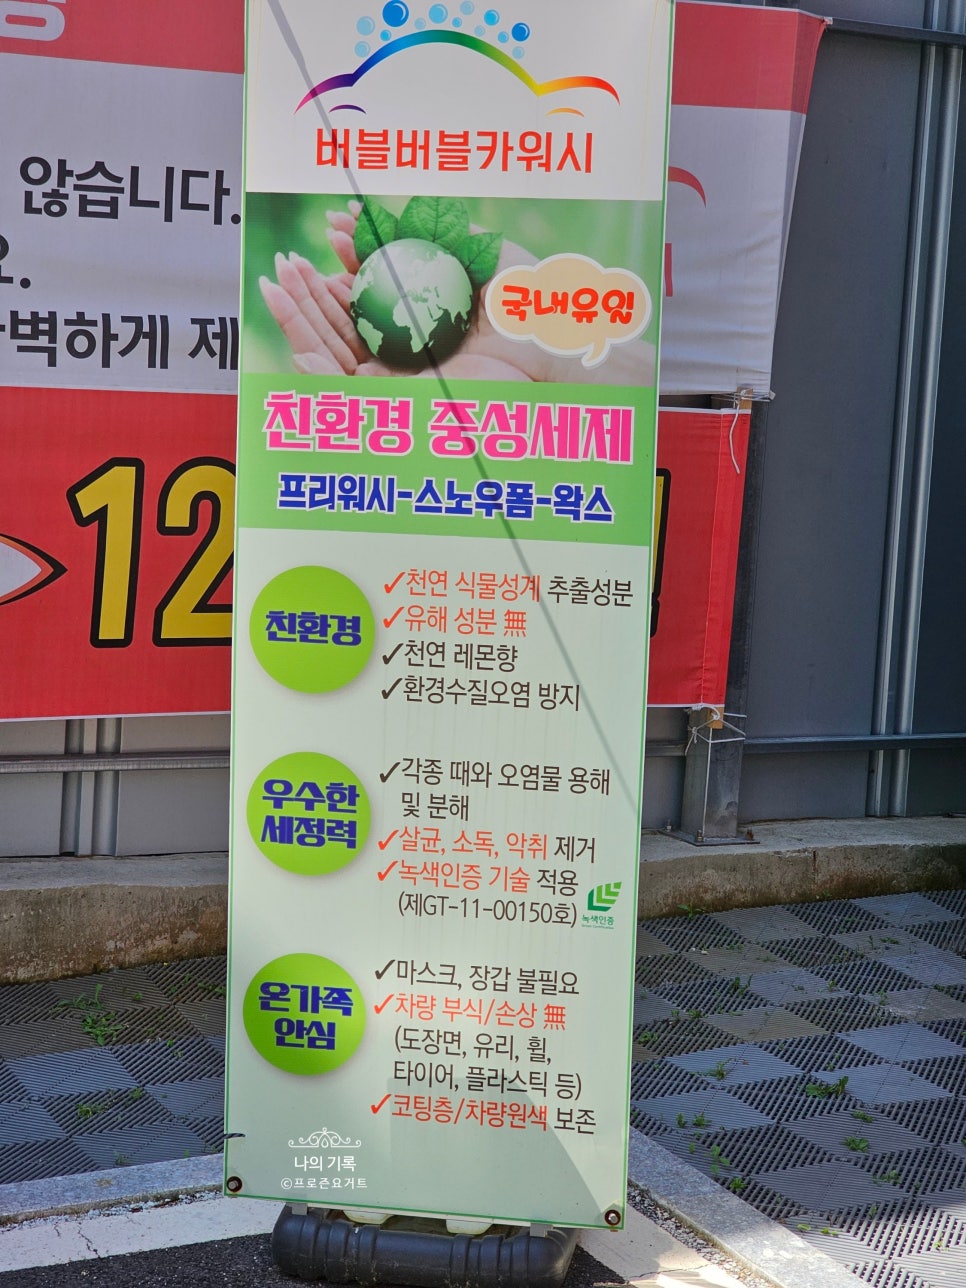 버블버블카워시
국내유일
친환경 중성세제
프리워시-스노우폼-왁스
친환경
✓천연 식물성계 추출성분
✓유해 성분 無
✓천연 레몬향
✓환경수질오염 방지
우수한
세정력
✓각종 때와 오염물 용해
및 분해
✓살균, 소독, 악취 제거
✓녹색인증 기술 적용
(제GT-11-00150호)
녹색인증
온가족
안심
✓마스크, 장갑 불필요
✓차량 부식/손상 無
(도장면, 유리, 휠,
타이어, 플라스틱 등)
✓코팅층/차량원색 보존
나의 기록
©프로즌요거트
않습니다.
벽하게 제
12